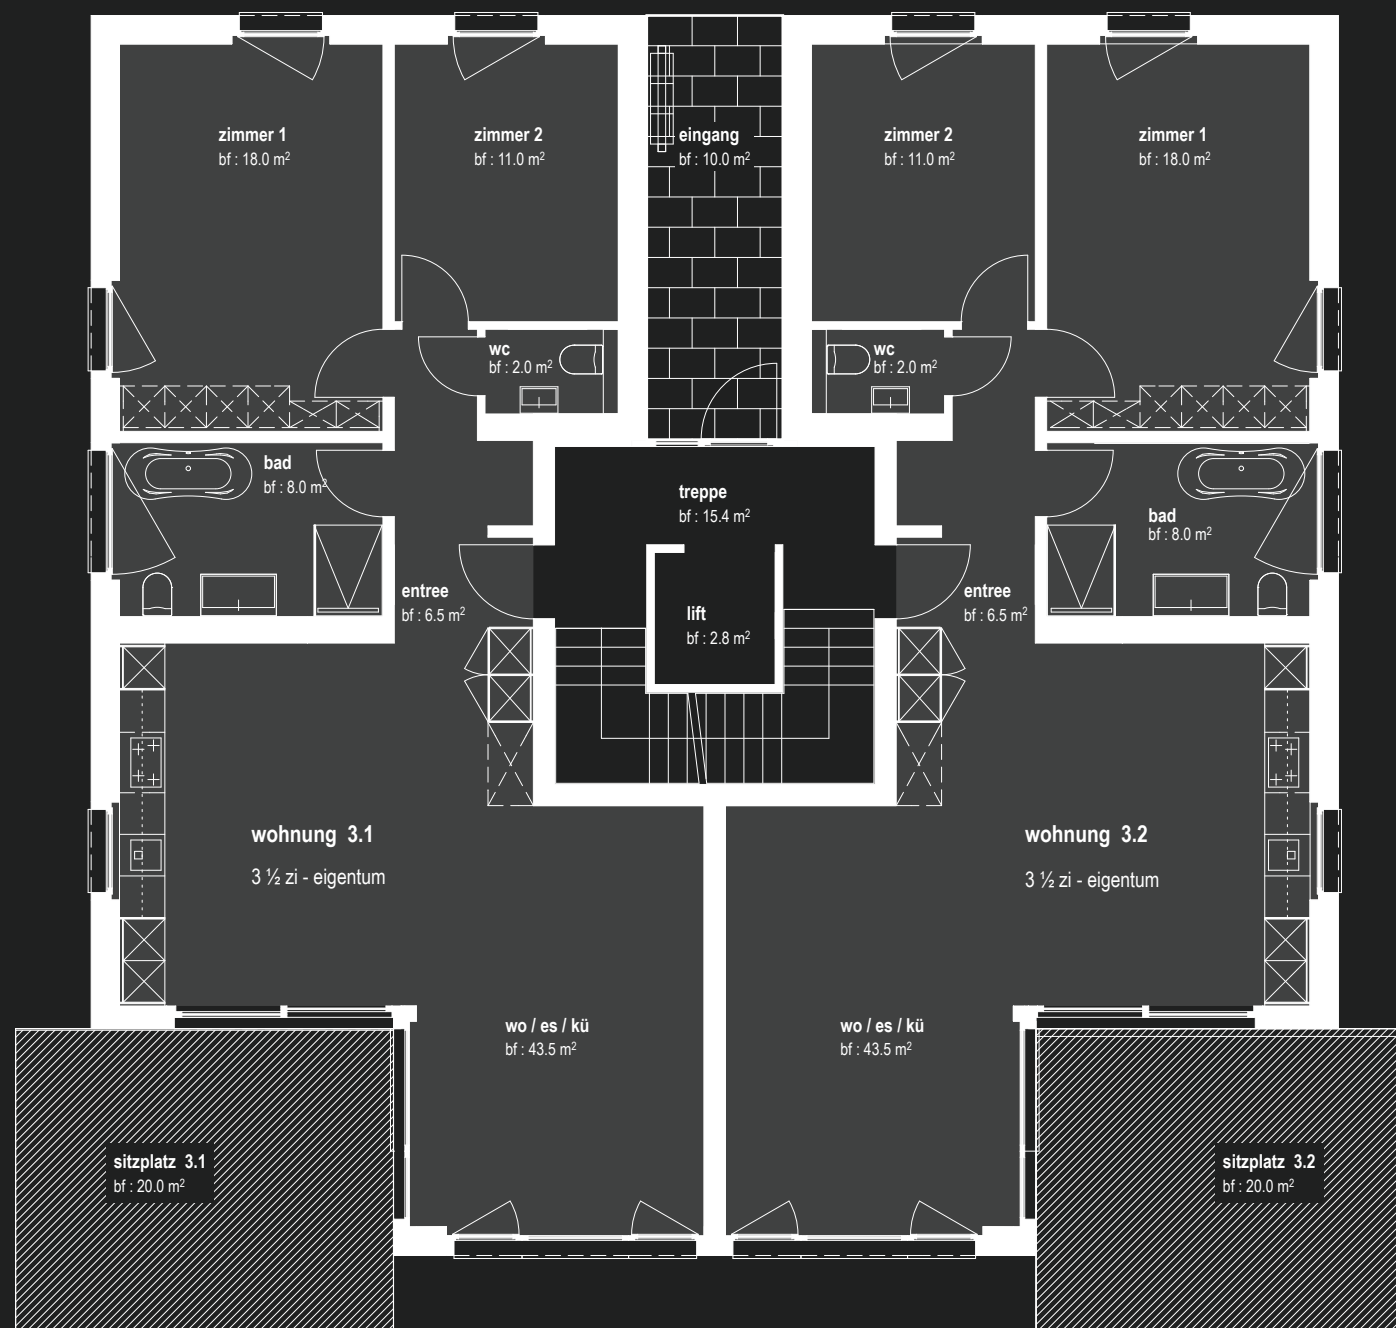 zimmer 1
bf : 18.0 m²
zimmer 2
bf : 11.0 m²
eingang
bf : 10.0 m²
zimmer 2
bf : 11.0 m²
zimmer 1
bf : 18.0 m²
wc
bf : 2.0 m²
wc
bf : 2.0 m²
bad
bf : 8.0 m²
treppe
bf : 15.4 m²
bad
bf : 8.0 m²
entree
bf : 6.5 m²
lift
bf : 2.8 m²
entree
bf : 6.5 m²
wohnung 3.1
3 ½ zi - eigentum
wohnung 3.2
3 ½ zi - eigentum
wo / es / kü
bf : 43.5 m²
wo / es / kü
bf : 43.5 m²
sitzplatz 3.1
bf : 20.0 m²
sitzplatz 3.2
bf : 20.0 m²